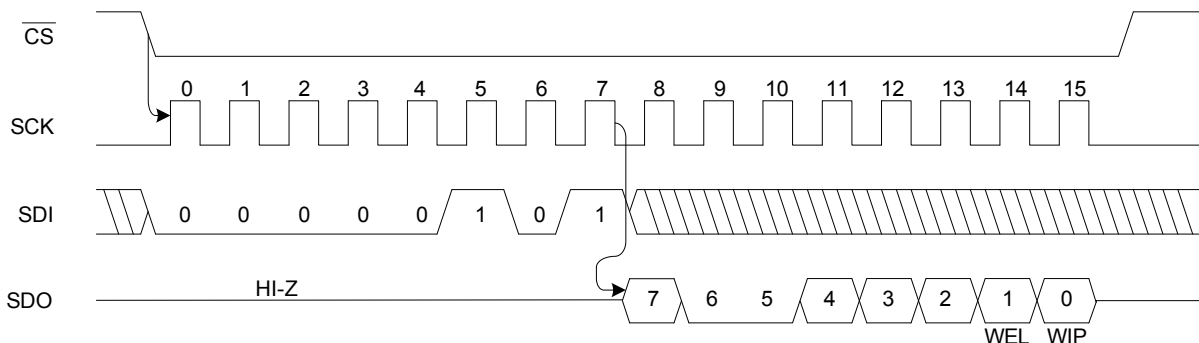 CS
0 1 2 3 4 5 6 7 8 9 10 11 12 13 14 15
SCK
SDI 0 0 0 0 0 1 0 1
HI-Z
SDO 7 6 5 4 3 2 1 0
WEL WIP